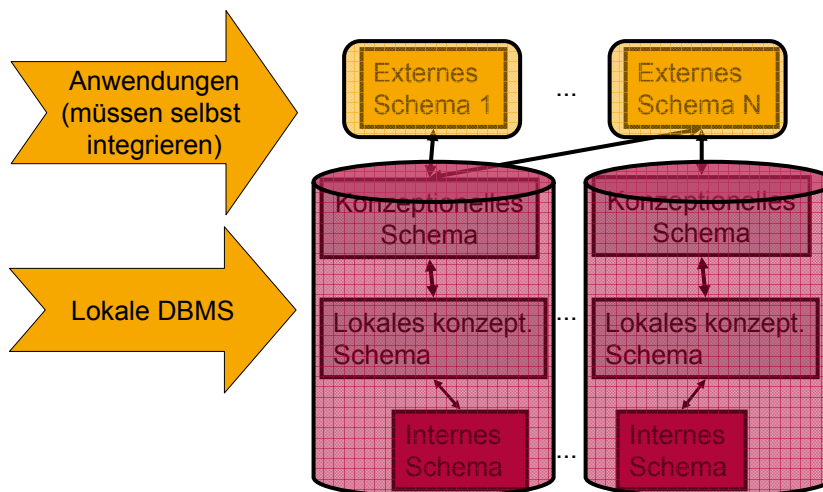 Anwendungen
(müssen selbst
integrieren)
Externes
Schema 1
...
Externes
Schema N
Konzeptionelles
Schema
Konzeptionelles
Schema
Lokale DBMS
Lokales konzept.
Schema
...
Lokales konzept.
Schema
Internes
Schema
...
Internes
Schema